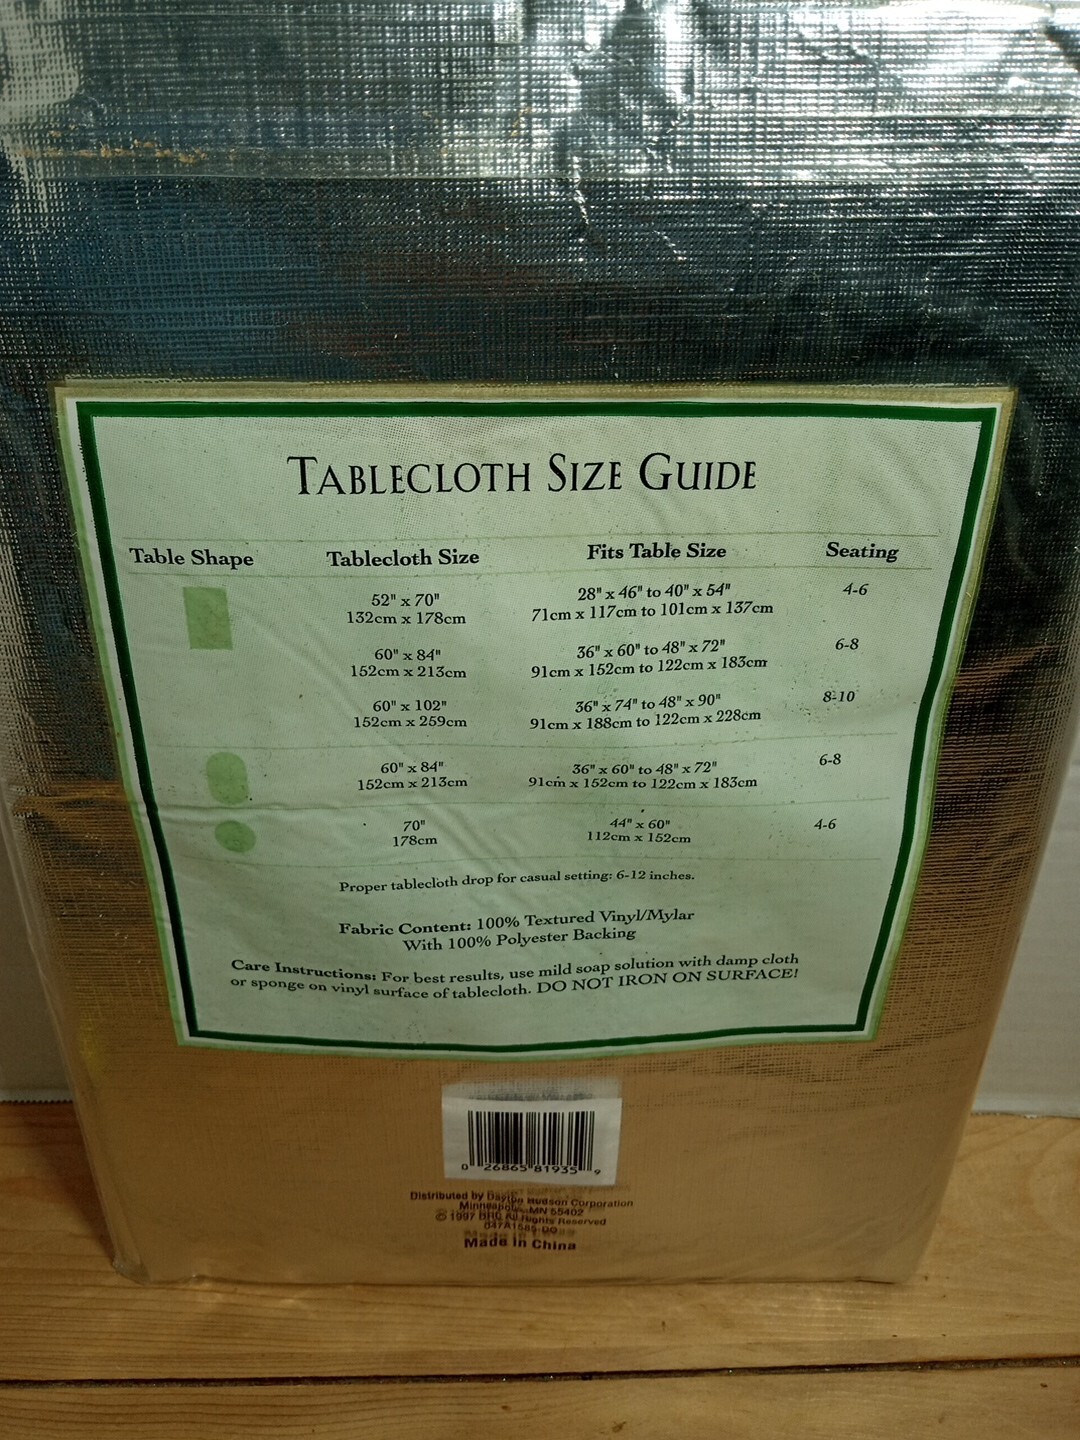 TABLECLOTH SIZE GUIDE
Table Shape Tablecloth Size Fits Table Size Seating
52" x 70" 28" x 46" to 40" x 54" 4-6
132cm x 178cm 71cm x 117cm to 101cm x 137cm
60" x 84" 36" x 60" to 48" x 72" 6-8
152cm x 213cm 91cm x 152cm to 122cm x 183cm
60" x 102" 36" x 74" to 48" x 90" 8-10
152cm x 259cm 91cm x 188cm to 122cm x 228cm
60" x 84" 36" x 60" to 48" x 72" 6-8
152cm x 213cm 91cm x 152cm to 122cm x 183cm
70" 44" x 60" 4-6
178cm 112cm x 152cm
Proper tablecloth drop for casual setting: 6-12 inches.
Fabric Content: 100% Textured Vinyl/Mylar
With 100% Polyester Backing
Care Instructions: For best results, use mild soap solution with damp cloth
or sponge on vinyl surface of tablecloth. DO NOT IRON ON SURFACE!
0 26865 81935 9
Distributed by Dayton Hudson Corporation
Minneapolis, MN 55402
© 1997 DHC All Rights Reserved
Made in China